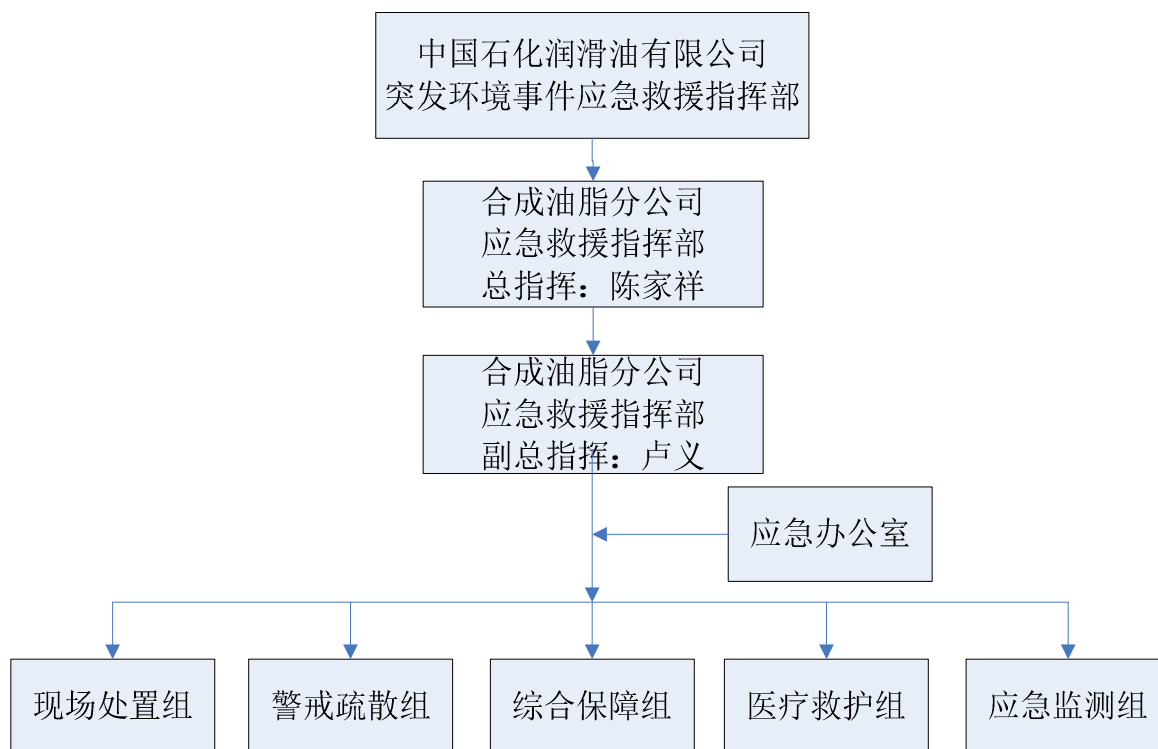 中国石化润滑油有限公司
突发环境事件应急救援指挥部
合成油脂分公司
应急救援指挥部
总指挥：陈家祥
合成油脂分公司
应急救援指挥部
副总指挥：卢义
应急办公室
现场处置组
警戒疏散组
综合保障组
医疗救护组
应急监测组